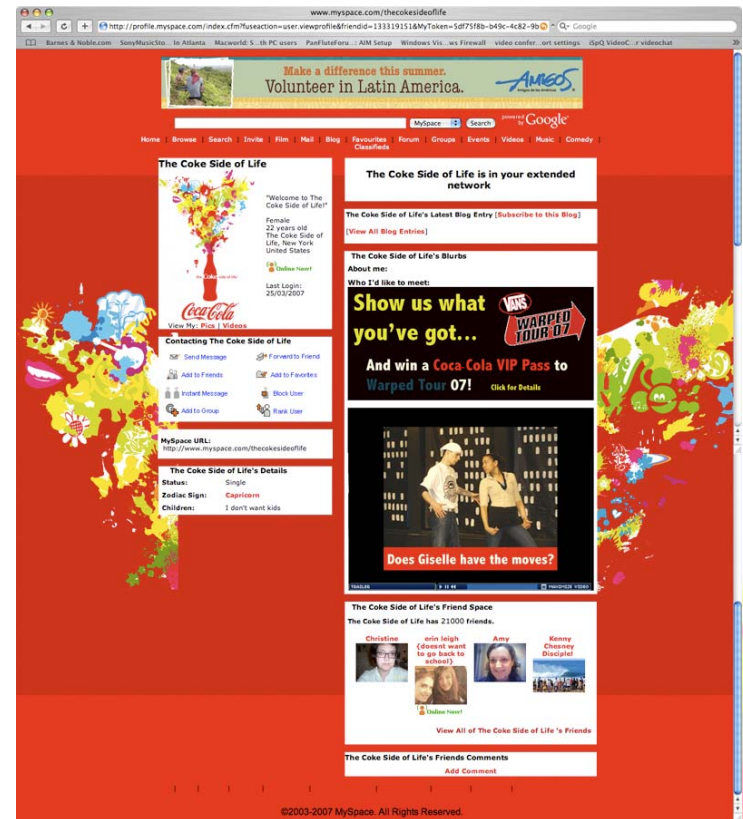 www.myspace.com/thecokesideoflife
http://profile.myspace.com/index.cfm?fuseaction=user.viewprofile&friendid=133319151&MyToken=5df75f8b-b49c-4c82-9b
Google
Barnes & Noble.com SonyMusicSto... In Atlanta Macworld: S...th PC users PanFluteForu...: AIM Setup Windows Vis...ws Firewall video confer...ort settings iSpQ VideoC...r videochat
Make a difference this summer.
Volunteer in Latin America.
AMIGOS
MySpace Search powered by Google
Home | Browse | Search | Invite | Film | Mail | Blog | Favourites | Forum | Groups | Events | Videos | Music | Comedy |
Classifieds
The Coke Side of Life
"Welcome to The
Coke Side of Life!"
Female
22 years old
The Coke Side of
Life, New York
United States
Online Now!
Last Login:
25/03/2007
the Coke side of life
Coca-Cola
View My: Pics | Videos
Contacting The Coke Side of Life
Send Message Forward to Friend
Add to Friends Add to Favorites
Instant Message Block User
Add to Group Rank User
MySpace URL:
http://www.myspace.com/thecokesideoflife
The Coke Side of Life's Details
Status: Single
Zodiac Sign: Capricorn
Children: I don't want kids
The Coke Side of Life is in your extended
network
The Coke Side of Life's Latest Blog Entry [Subscribe to this Blog]
[View All Blog Entries]
The Coke Side of Life's Blurbs
About me:
Who I'd like to meet:
Show us what
you've got...
VANS
WARPED
TOUR 07
And win a Coca Cola VIP Pass to
Warped Tour 07! Click for Details
Does Giselle have the moves?
MAXIMIZE VIDEO
The Coke Side of Life's Friend Space
The Coke Side of Life has 21000 friends.
Christine
erin leigh
{doesnt want
to go back to
school}
Online Now!
Amy
Kenny
Chesney
Disciple!
View All of The Coke Side of Life 's Friends
The Coke Side of Life's Friends Comments
Add Comment
©2003-2007 MySpace. All Rights Reserved.